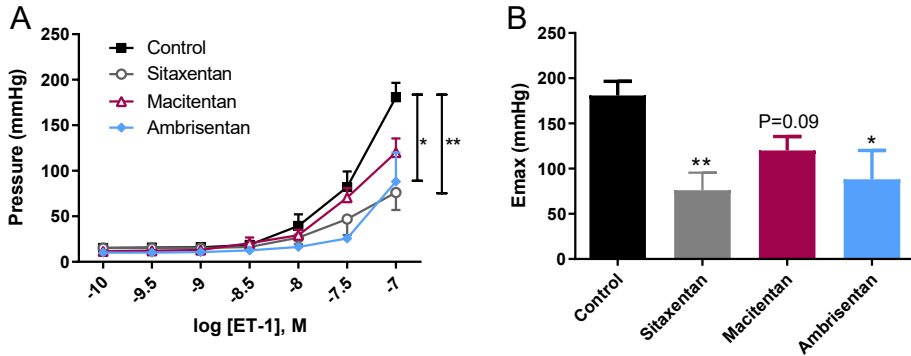 A
Control
Sitaxentan
Macitentan
Ambrisentan
Pressure (mmHg)
250
200
150
100
50
0
*
**
-10
-9.5
-9
-8.5
-8
-7.5
-7
log [ET-1], M
B
Emax (mmHg)
250
200
150
100
50
0
**
P=0.09
*
Control
Sitaxentan
Macitentan
Ambrisentan